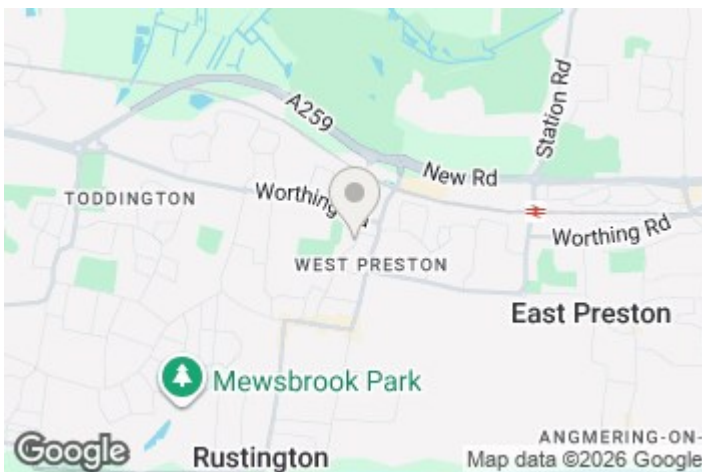 A259
Station Rd
New Rd
TODDINGTON
Worthing
Worthing Rd
WEST PRESTON
East Preston
Mewsbrook Park
ANGMERING-ON-
Google
Rustington
Map data ©2026 Google